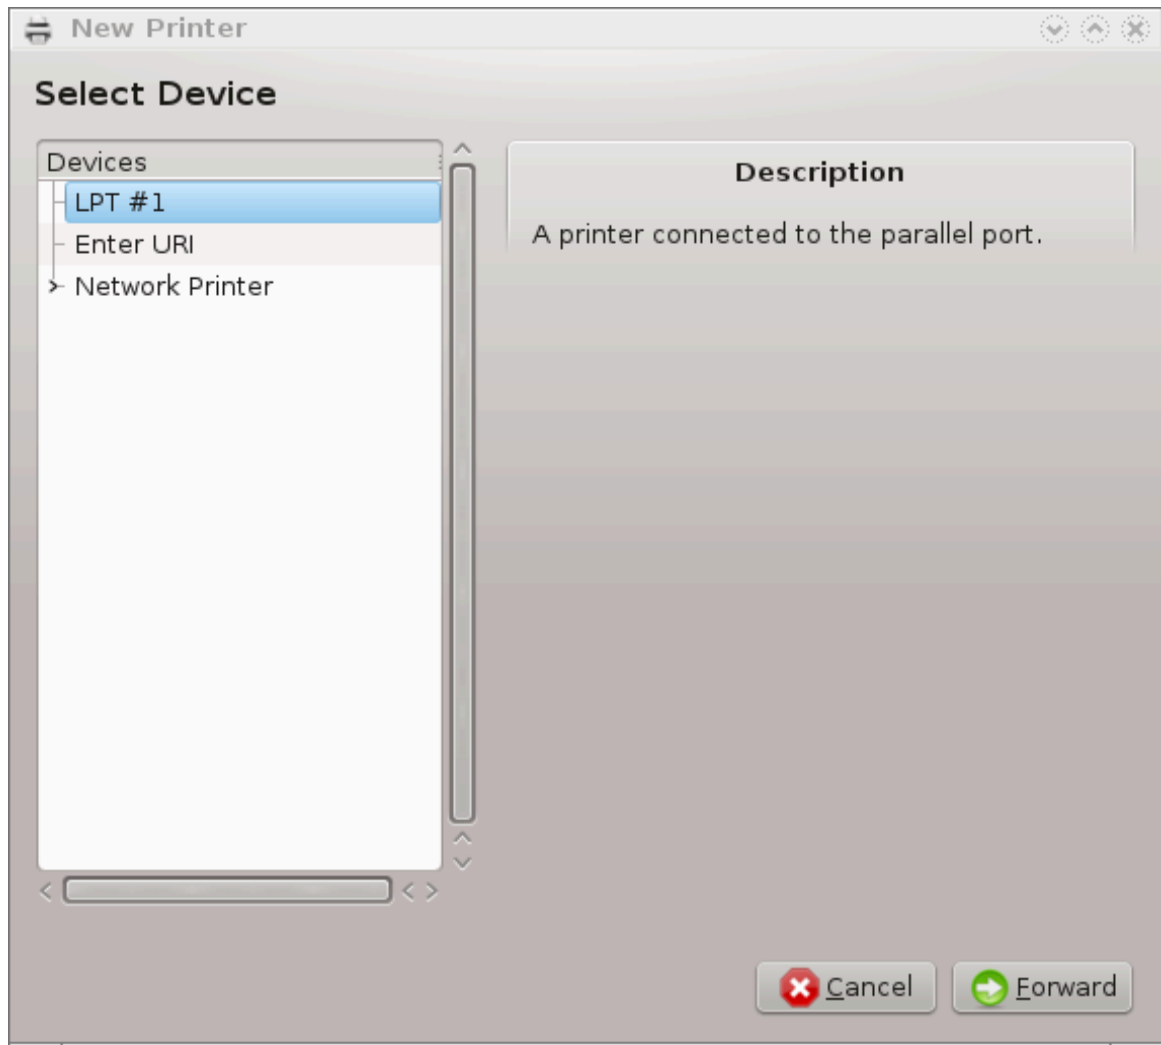 New Printer
Select Device
Devices
LPT #1
Enter URI
Network Printer
Description
A printer connected to the parallel port.
Cancel
Forward